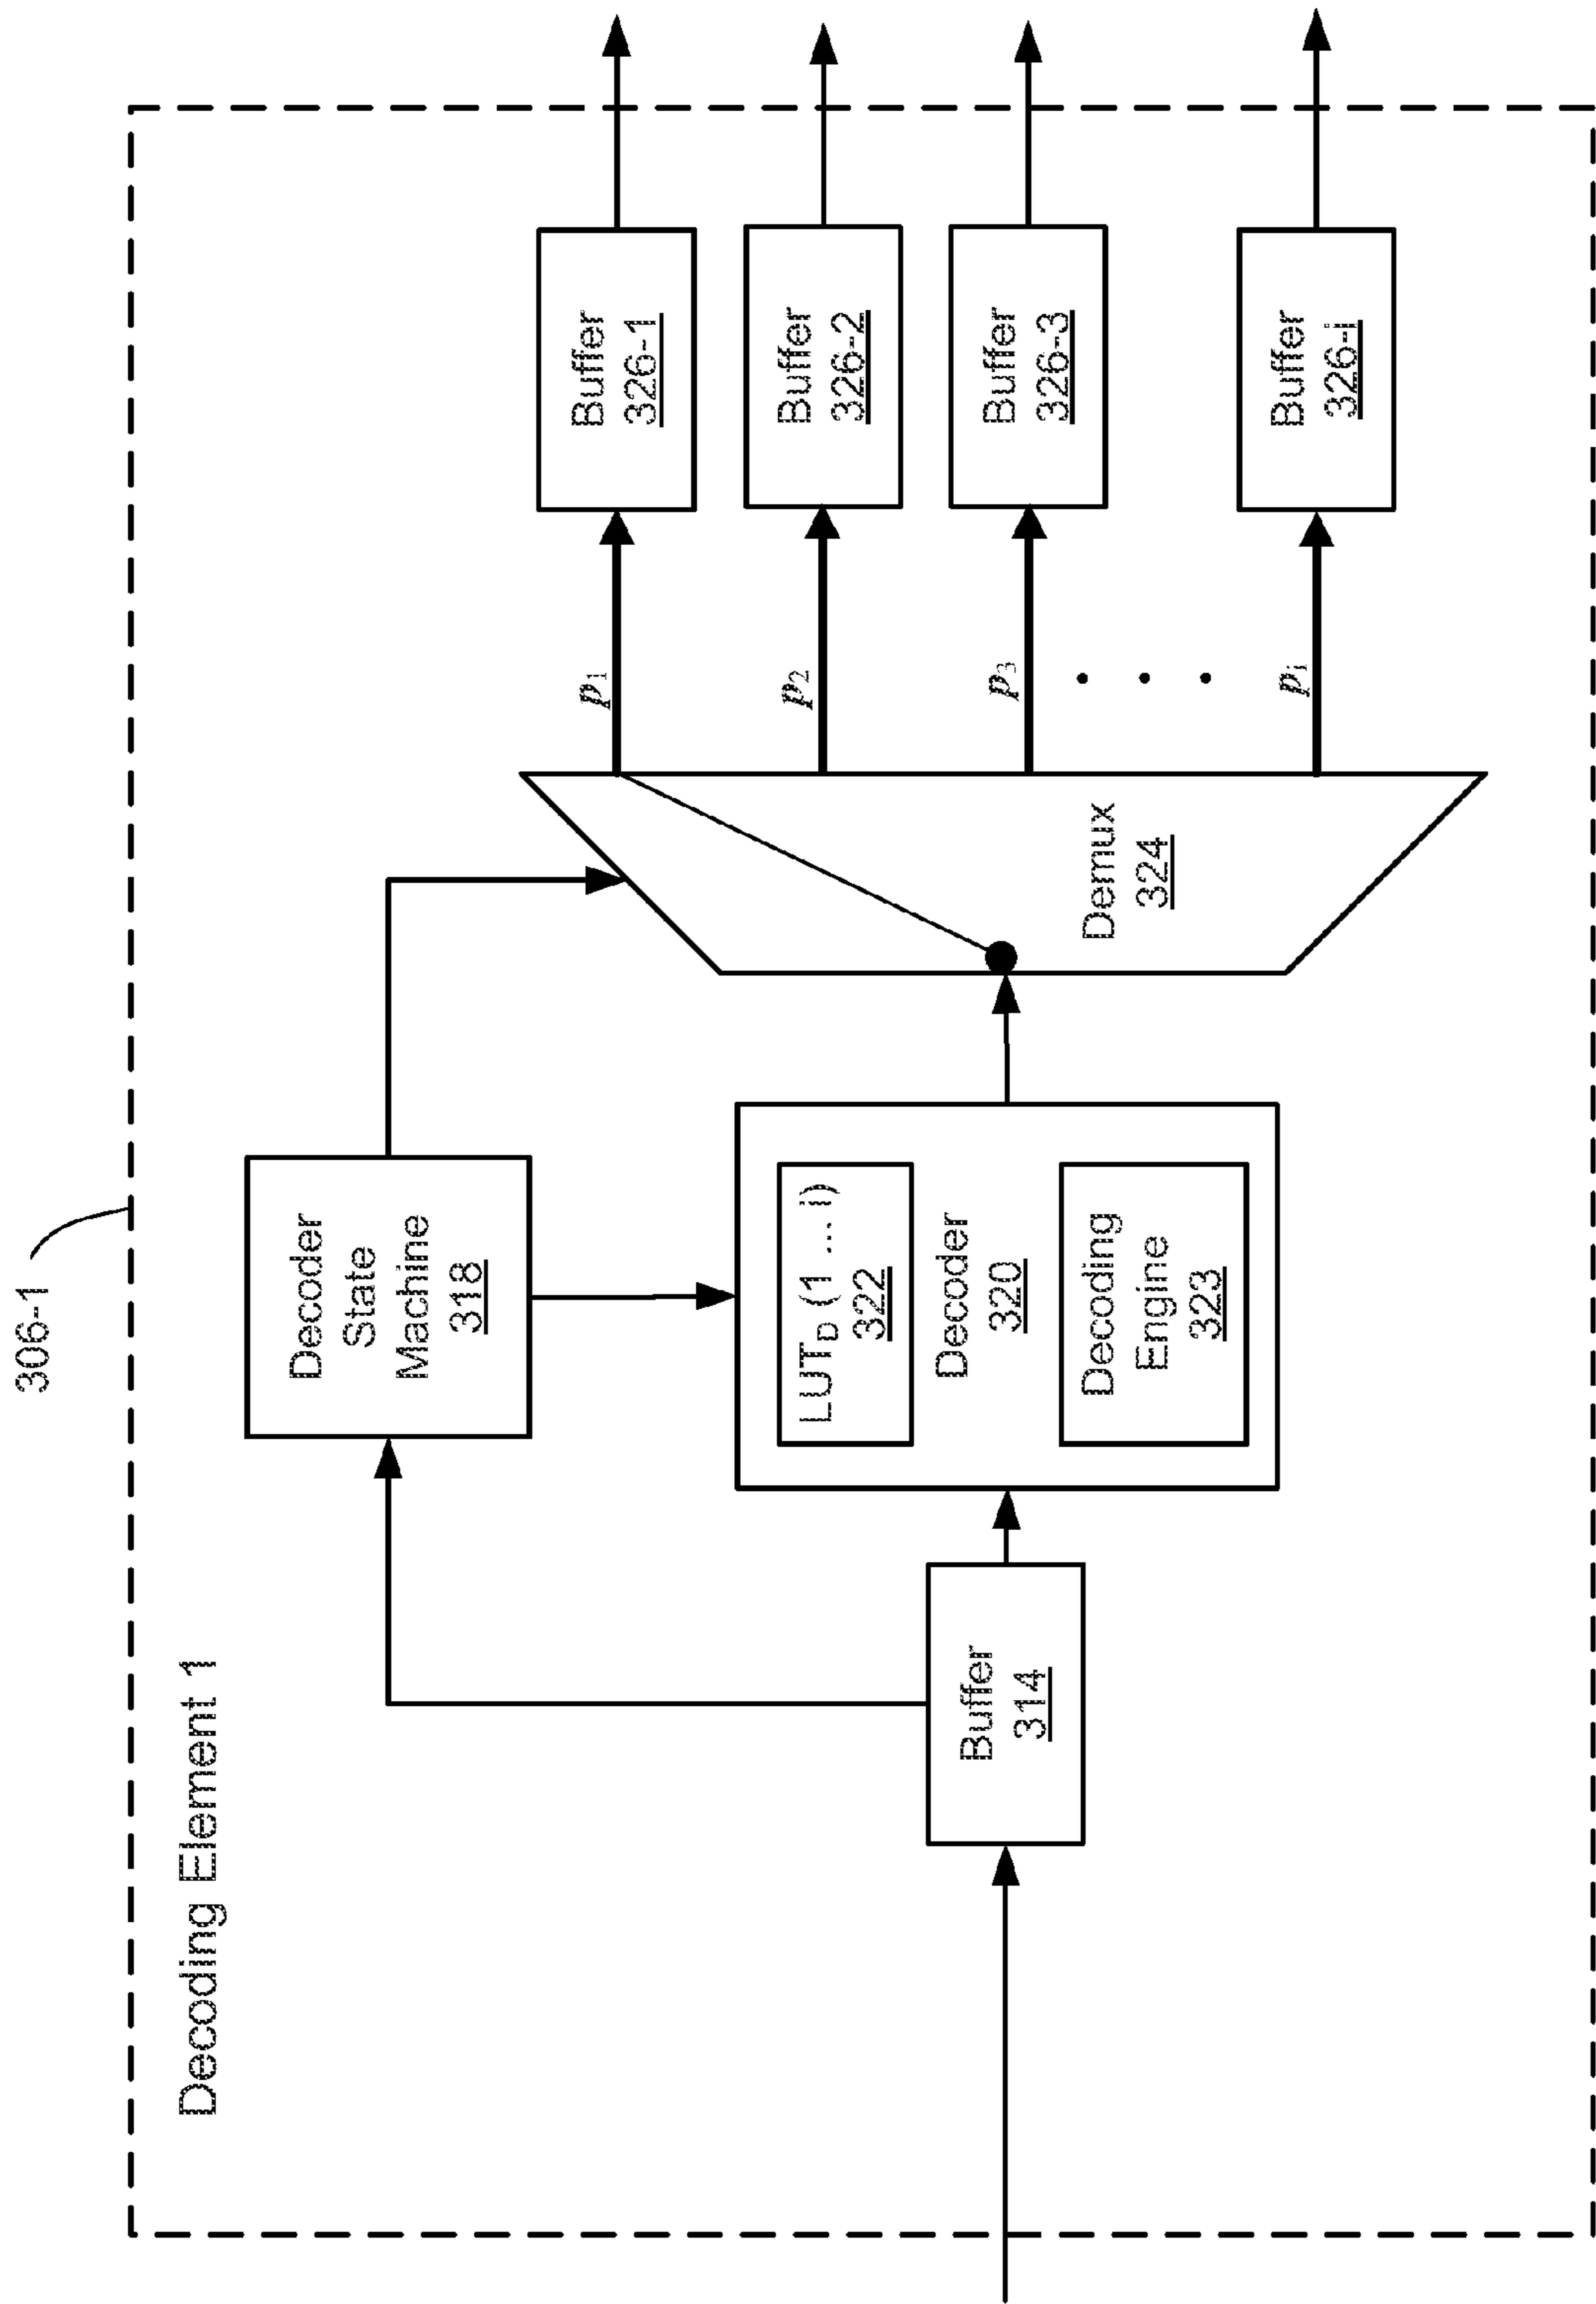 306-1
Decoding Element 1
Decoder
State
Machine
318
Buffer
314
LUTD (1 ... i)
322
Decoder
320
Decoding
Engine
323
Demux
324
p1
p2
p3
. . .
pi
Buffer
326-1
Buffer
326-2
Buffer
326-3
Buffer
326-i